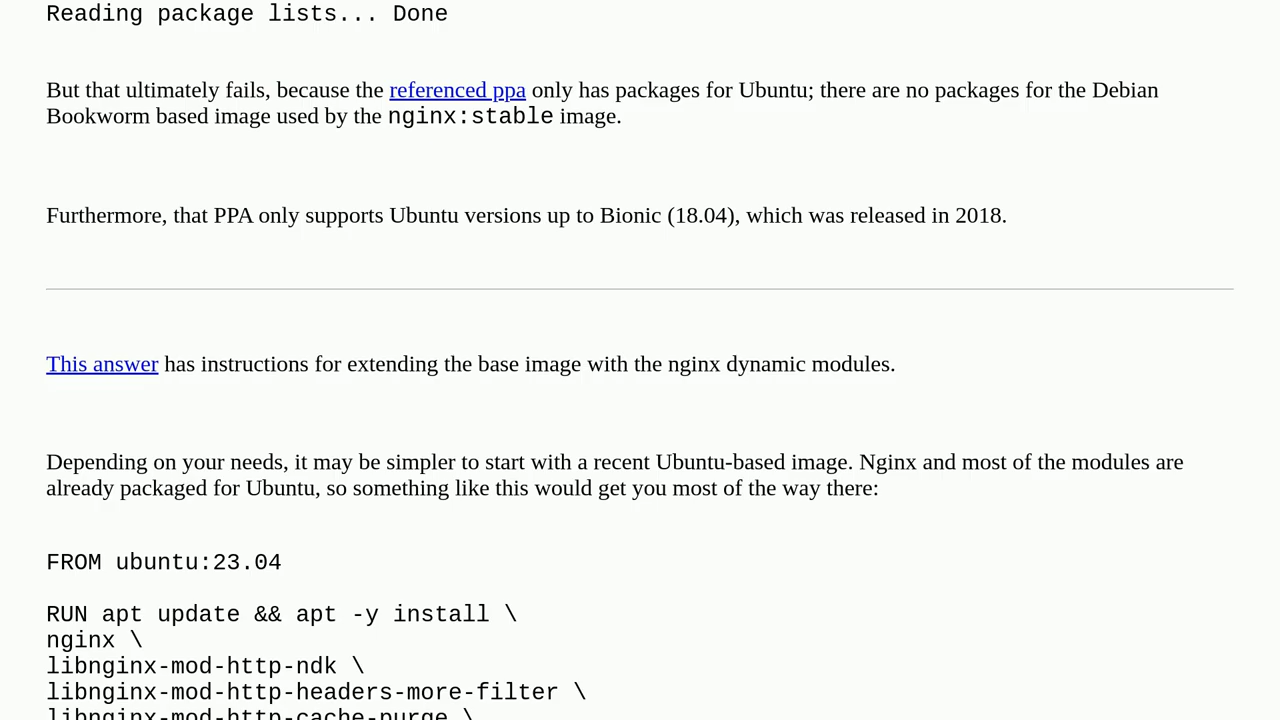 Reading package lists... Done
But that ultimately fails, because the referenced ppa only has packages for Ubuntu; there are no packages for the Debian
Bookworm based image used by the nginx:stable image.
Furthermore, that PPA only supports Ubuntu versions up to Bionic (18.04), which was released in 2018.
This answer has instructions for extending the base image with the nginx dynamic modules.
Depending on your needs, it may be simpler to start with a recent Ubuntu-based image. Nginx and most of the modules are
already packaged for Ubuntu, so something like this would get you most of the way there:
FROM ubuntu:23.04
RUN apt update && apt -y install \
nginx \
libnginx-mod-http-ndk \
libnginx-mod-http-headers-more-filter \
libnginx-mod-http-cache-purge \